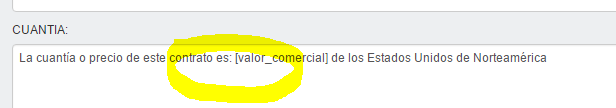 CUANTIA:
La cuantía o precio de este contrato es: [valor_comercial] de los Estados Unidos de Norteamérica